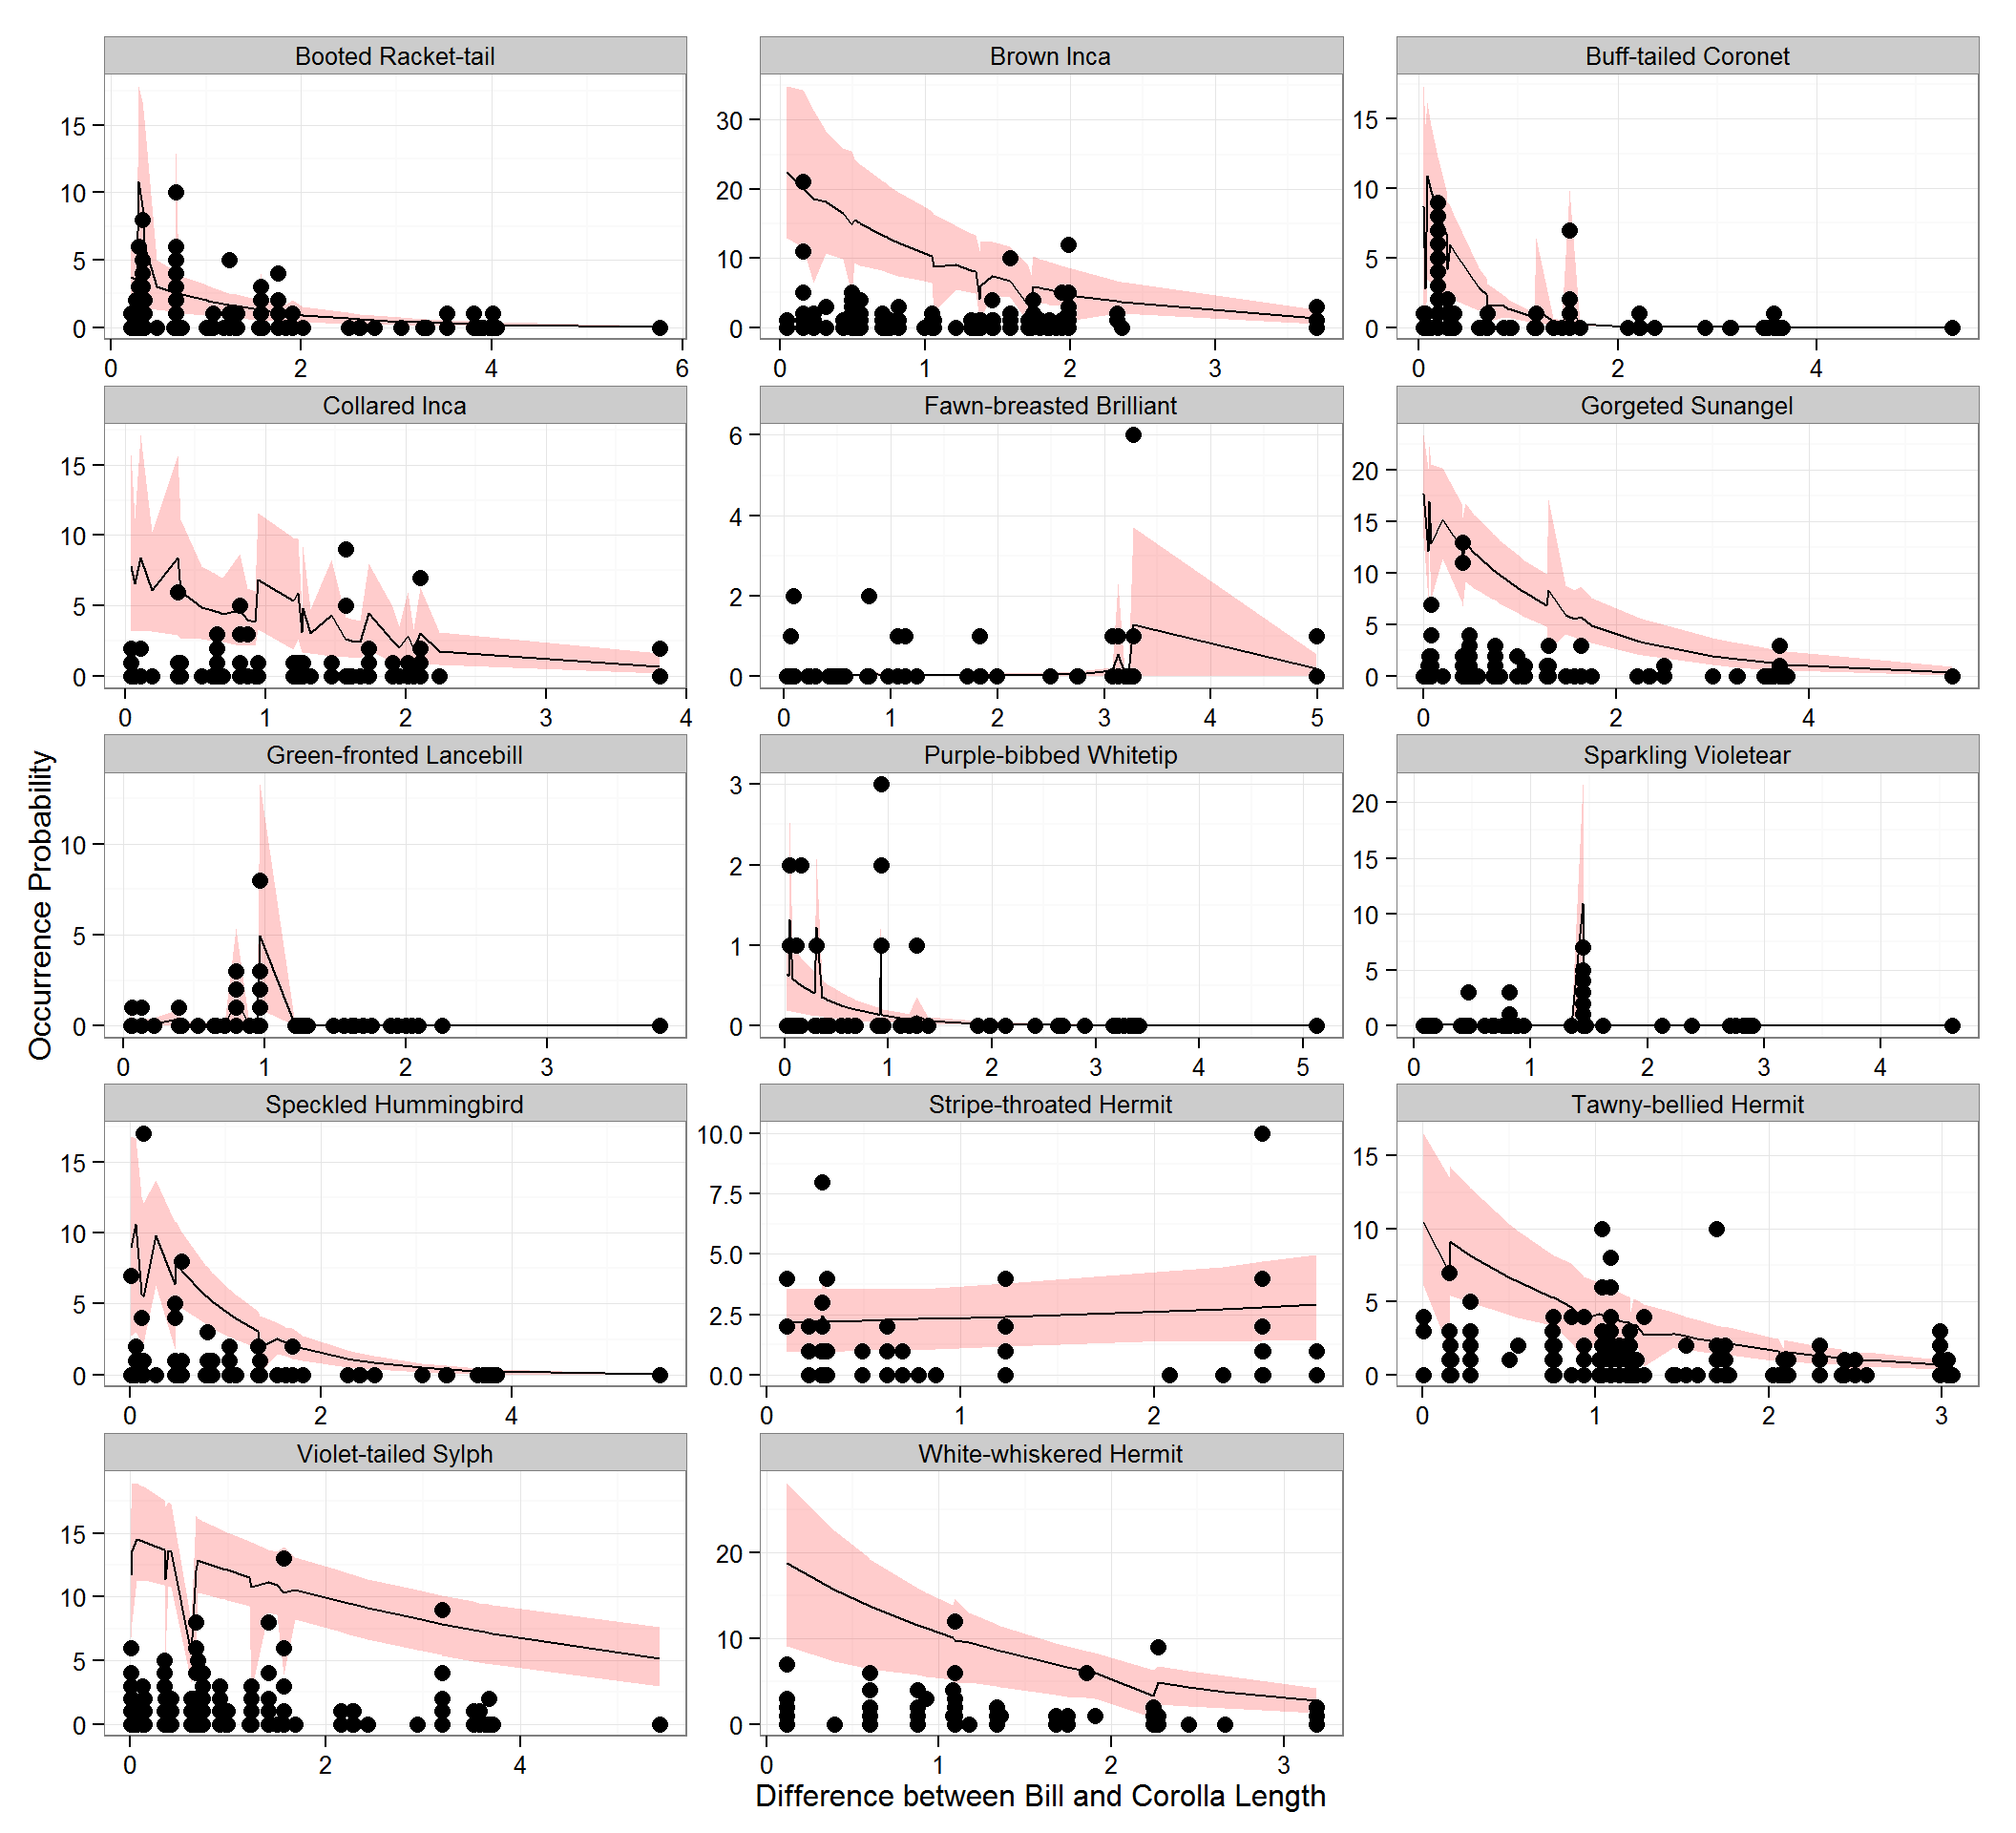 Booted Racket-tail
Brown Inca
Buff-tailed Coronet
15
10
5
0
0 2 4 6
30
20
10
0
0 1 2 3
15
10
5
0
0 2 4
Collared Inca
Fawn-breasted Brilliant
Gorgeted Sunangel
15
10
5
0
0 1 2 3 4
6
4
2
0
0 1 2 3 4 5
20
15
10
5
0
0 2 4
Green-fronted Lancebill
Purple-bibbed Whitetip
Sparkling Violetear
10
5
0
0 1 2 3
3
2
1
0
0 1 2 3 4 5
20
15
10
5
0
0 1 2 3 4
Occurrence Probability
Speckled Hummingbird
Stripe-throated Hermit
Tawny-bellied Hermit
15
10
5
0
0 2 4
10.0
7.5
5.0
2.5
0.0
0 1 2
15
10
5
0
0 1 2 3
Violet-tailed Sylph
White-whiskered Hermit
15
10
5
0
0 2 4
20
10
0
0 1 2 3
Difference between Bill and Corolla Length